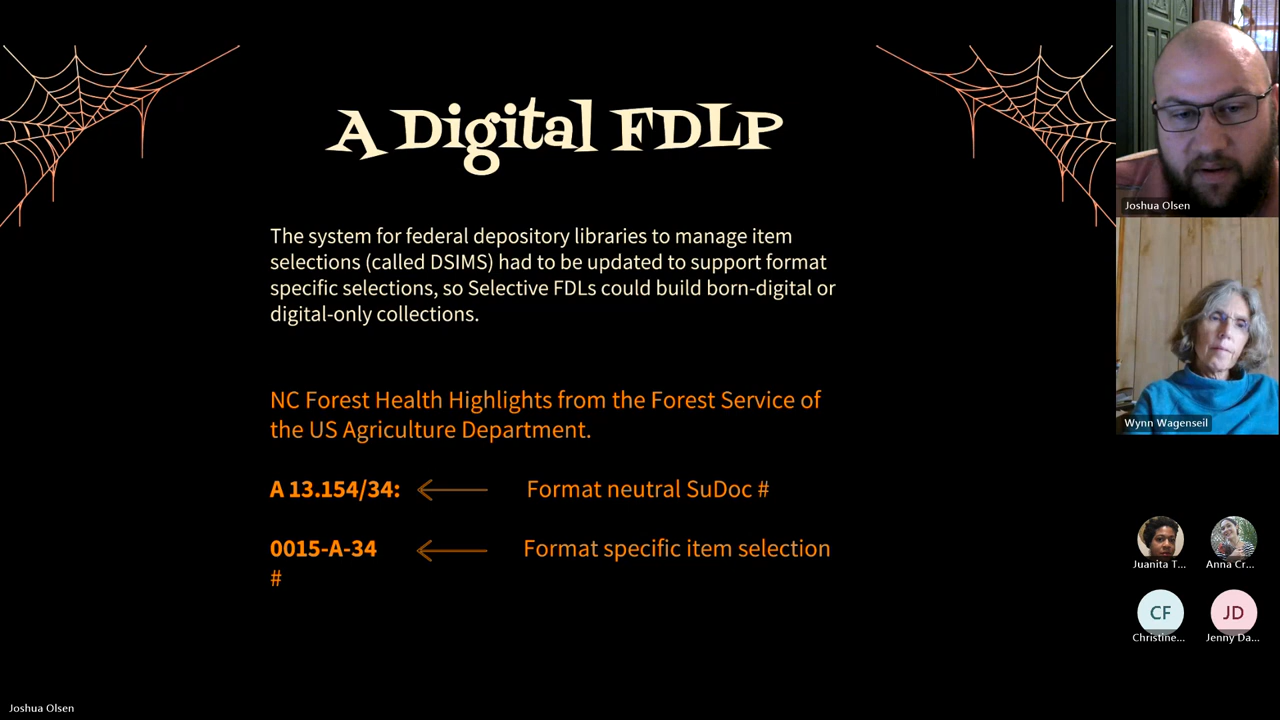 A Digital FDLP
The system for federal depository libraries to manage item
selections (called DSIMS) had to be updated to support format
specific selections, so Selective FDLs could build born-digital or
digital-only collections.
NC Forest Health Highlights from the Forest Service of
the US Agriculture Department.
A 13.154/34: Format neutral SuDoc #
0015-A-34 Format specific item selection
#
Joshua Olsen
Wynn Wagenseil
Juanita T...
Anna Cr...
CF
JD
Christine...
Jenny Da...
Joshua Olsen